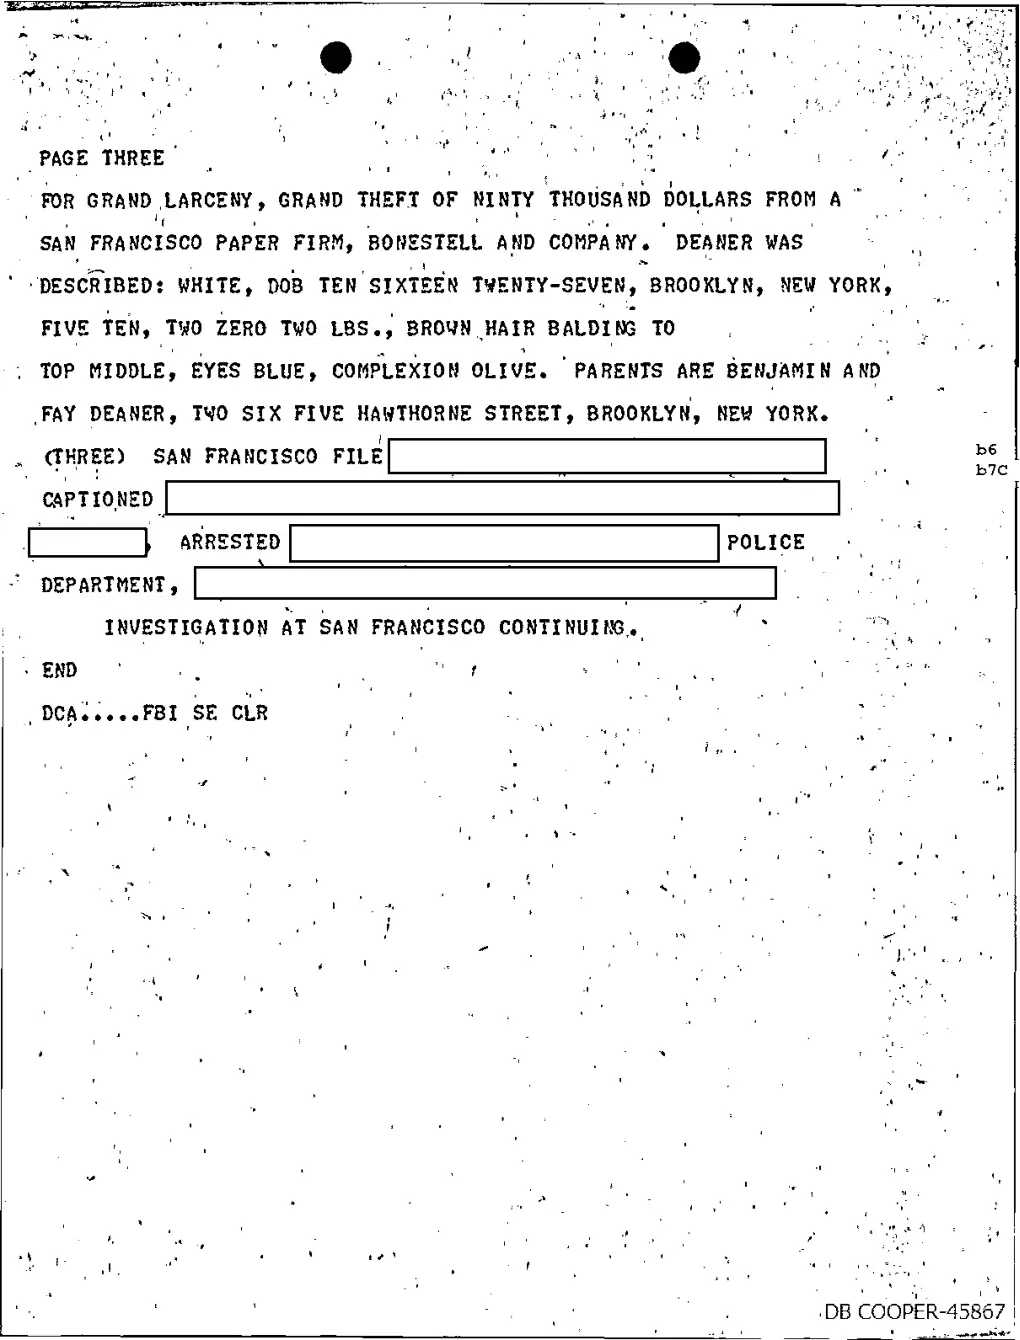 PAGE THREE
FOR GRAND LARCENY, GRAND THEFT OF NINTY THOUSAND DOLLARS FROM A
SAN FRANCISCO PAPER FIRM, BONESTELL AND COMPANY. DEANER WAS
DESCRIBED: WHITE, DOB TEN SIXTEEN TWENTY-SEVEN, BROOKLYN, NEW YORK,
FIVE TEN, TWO ZERO TWO LBS., BROWN HAIR BALDING TO
TOP MIDDLE, EYES BLUE, COMPLEXION OLIVE. PARENTS ARE BENJAMIN AND
FAY DEANER, TWO SIX FIVE HAWTHORNE STREET, BROOKLYN, NEW YORK.
(THREE) SAN FRANCISCO FILE
b6
b7C
CAPTIONED
, ARRESTED POLICE
DEPARTMENT,
INVESTIGATION AT SAN FRANCISCO CONTINUING.
END
DCA.....FBI SE CLR
DB COOPER-45867